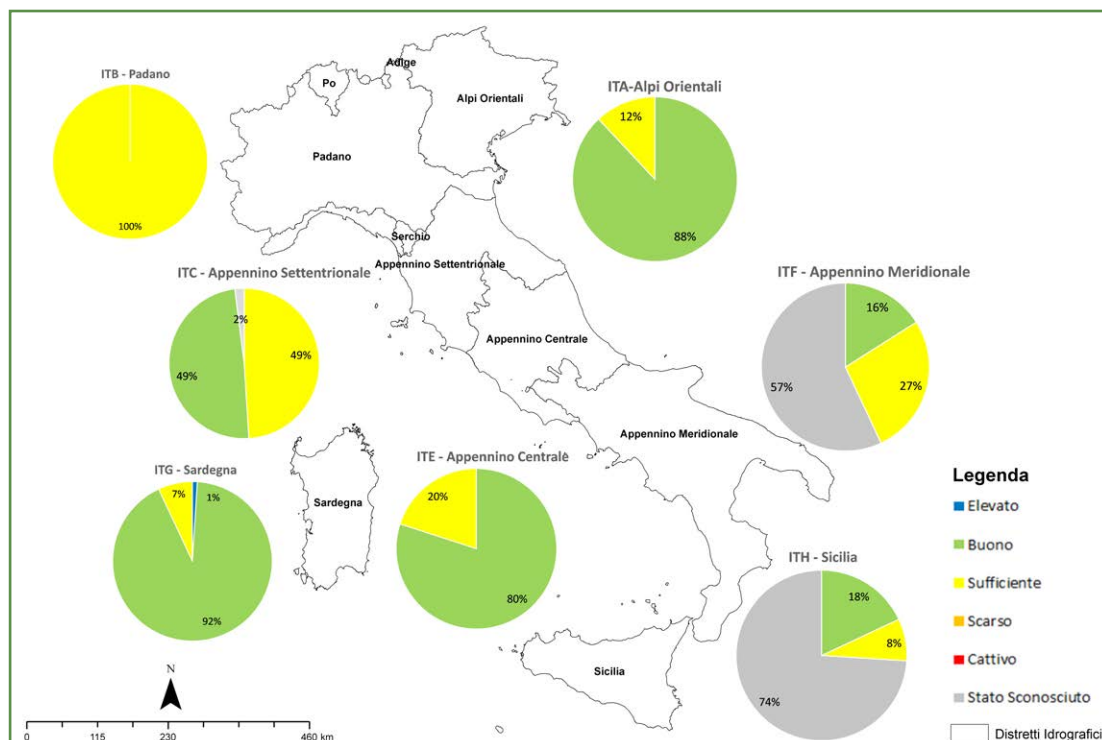 ITB - Padano
100%
Adige
Po
Alpi Orientali
Padano
ITA-Alpi Orientali
12%
88%
Serchio
Appennino Settentrionale
ITC - Appennino Settentrionale
2%
49%
49%
ITF - Appennino Meridionale
16%
27%
57%
Appennino Centrale
Appennino Meridionale
ITG - Sardegna
7%
1%
92%
Sardegna
ITE - Appennino Centrale
20%
80%
Sicilia
ITH - Sicilia
18%
8%
74%
Legenda
Elevato
Buono
Sufficiente
Scarso
Cattivo
Stato Sconosciuto
Distretti Idrografici
N
0 115 230 460 km